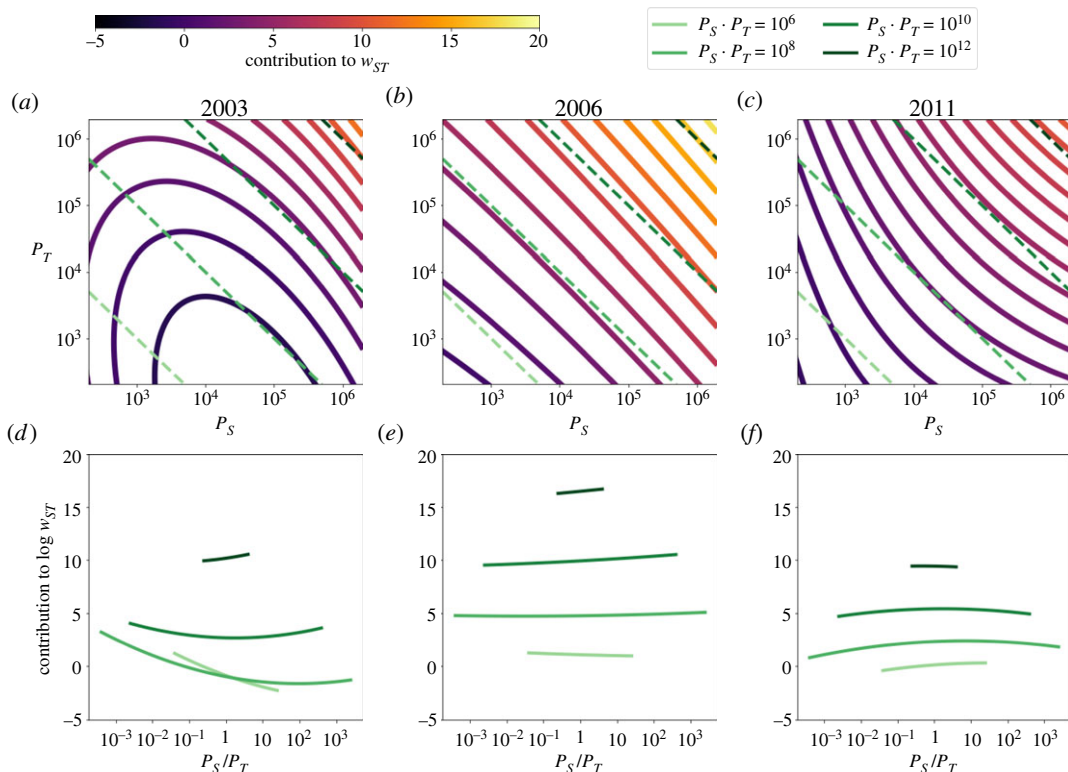 −5 0 5 10 15 20
contribution to w_ST
P_S · P_T = 10^6
P_S · P_T = 10^8
P_S · P_T = 10^10
P_S · P_T = 10^12
(a) 2003
(b) 2006
(c) 2011
P_T
10^6
10^5
10^4
10^3
10^3 10^4 10^5 10^6
P_S
10^6
10^5
10^4
10^3
10^3 10^4 10^5 10^6
P_S
10^6
10^5
10^4
10^3
10^3 10^4 10^5 10^6
P_S
(d)
contribution to log w_ST
20
15
10
5
0
−5
10^−3 10^−2 10^−1 1 10 10^2 10^3
P_S/P_T
(e)
20
15
10
5
0
−5
10^−3 10^−2 10^−1 1 10 10^2 10^3
P_S/P_T
(f)
20
15
10
5
0
−5
10^−3 10^−2 10^−1 1 10 10^2 10^3
P_S/P_T